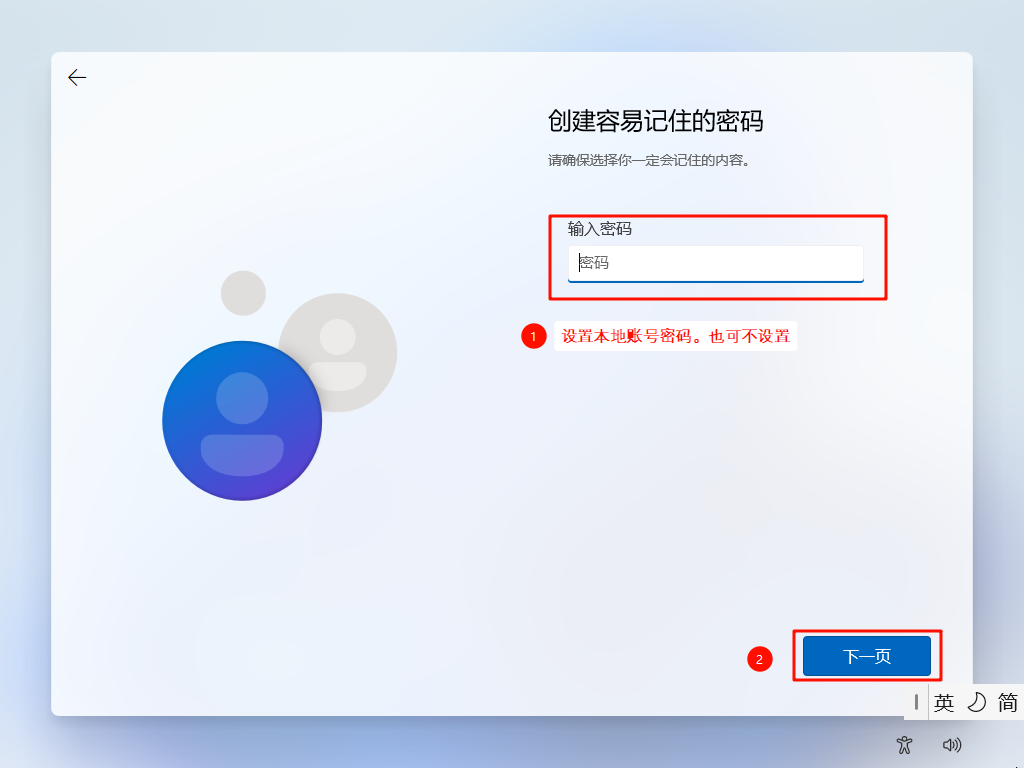 创建容易记住的密码
请确保选择你一定会记住的内容。
输入密码
密码
1 设置本地账号密码。也可不设置
2 下一页
英 简